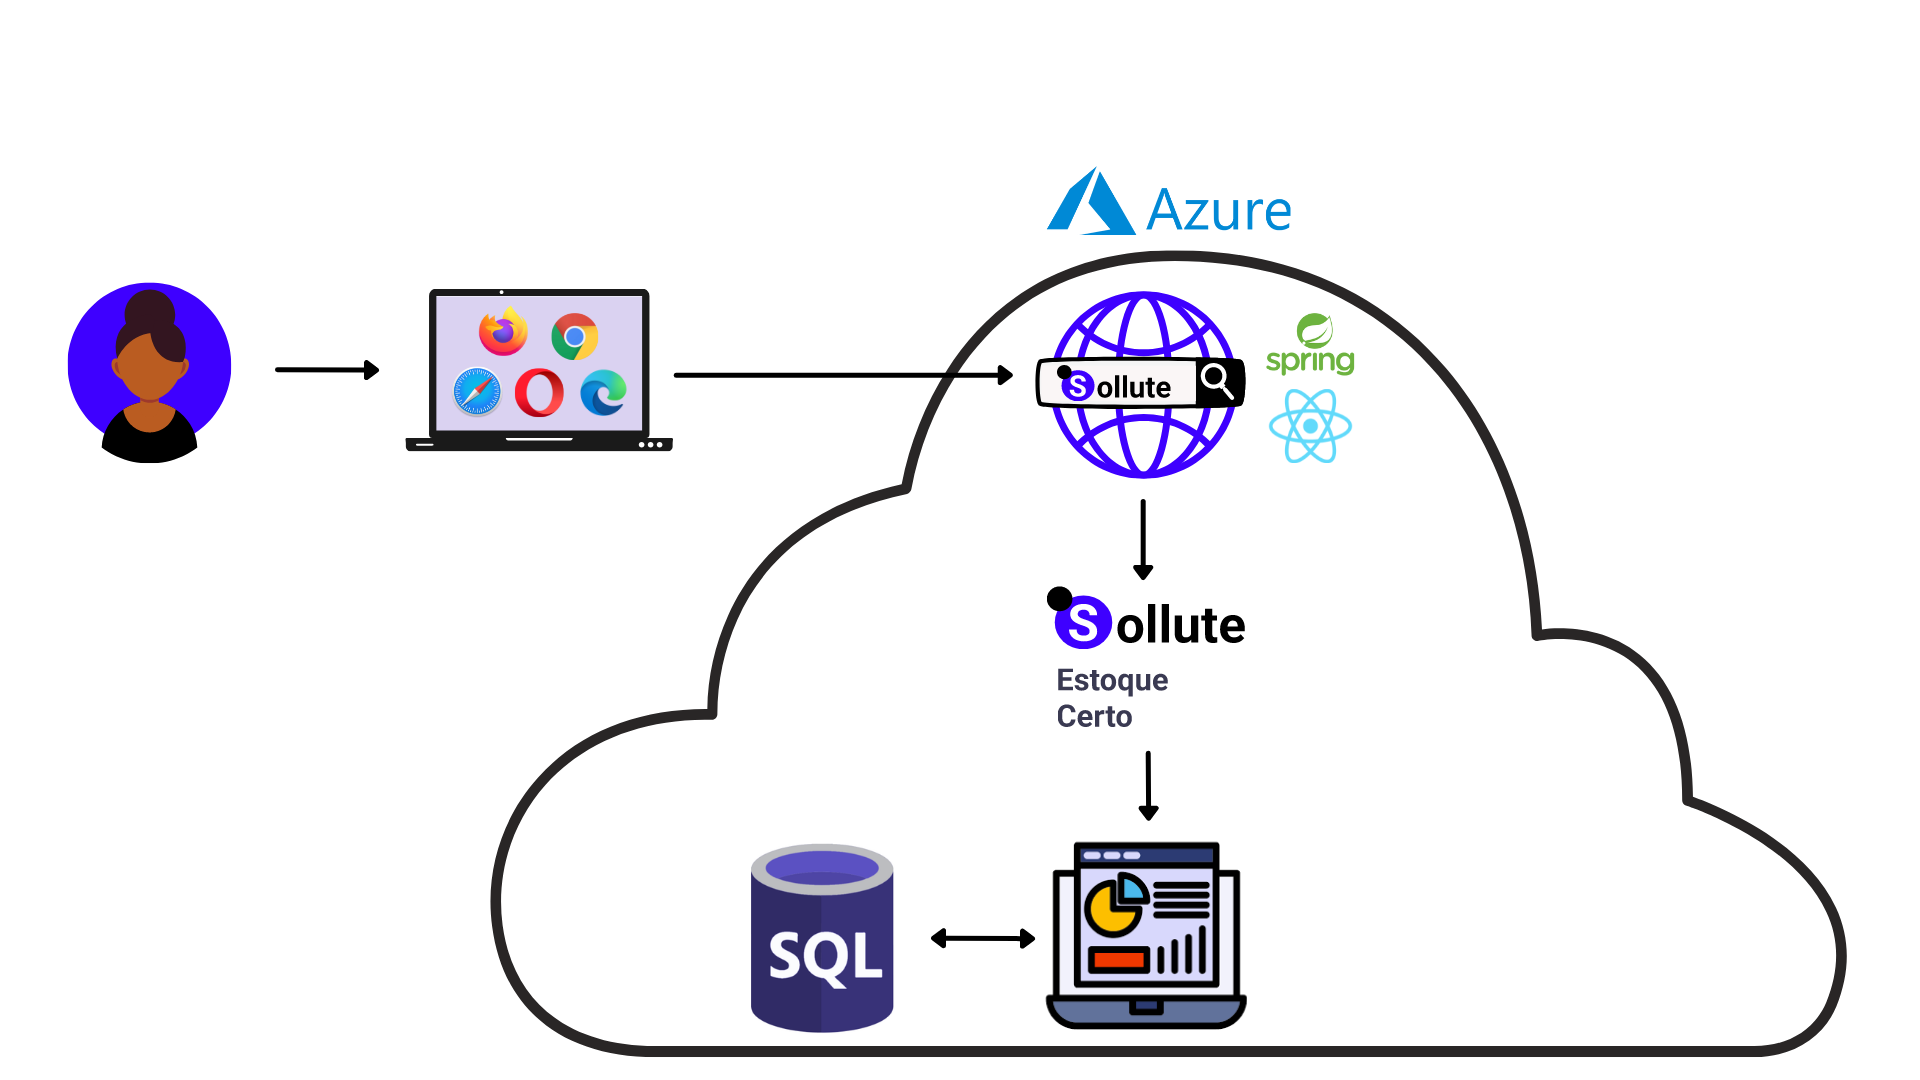 Azure
spring
Sollute
Sollute
Estoque
Certo
SQL